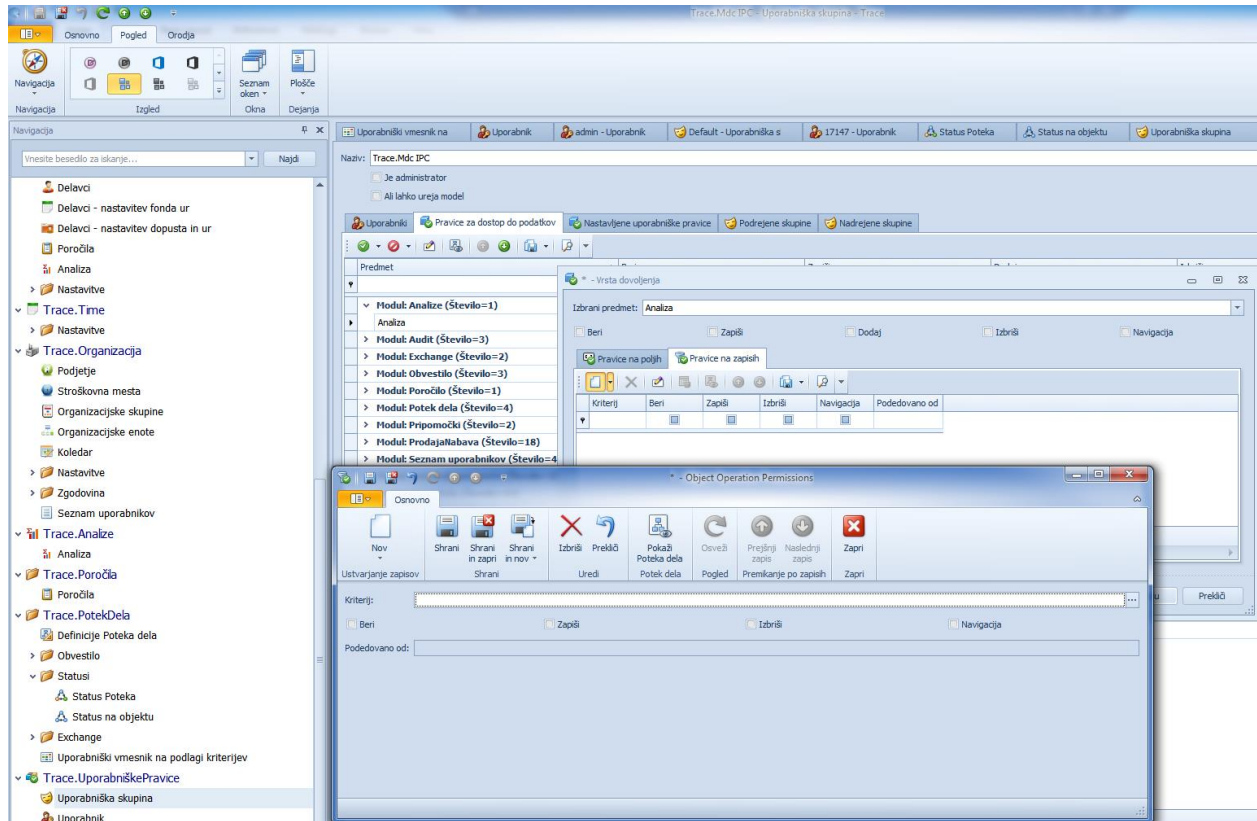 Trace.Mdc IPC - Uporabniška skupina - Trace
Osnovno Pogled Orodja
Navigacija
Seznam oken
Plošče
Navigacija Izgled Okna Dejanja
Navigacija
Vnesite besedilo za iskanje... Najdi
Delavci
Delavci - nastavitev fonda ur
Delavci - nastavitev dopusta in ur
Poročila
Analiza
Nastavitve
Trace.Time
Nastavitve
Trace.Organizacija
Podjetje
Stroškovna mesta
Organizacijske skupine
Organizacijske enote
Koledar
Nastavitve
Zgodovina
Seznam uporabnikov
Trace.Analize
Analiza
Trace.Poročila
Poročila
Trace.PotekDela
Definicije Poteka dela
Obvestilo
Statusi
Status Poteka
Status na objektu
Exchange
Uporabniški vmesnik na podlagi kriterijev
Trace.UporabniškePravice
Uporabniška skupina
Uporabnik
Uporabniški vmesnik na Uporabnik admin - Uporabnik Default - Uporabniška s 17147 - Uporabnik Status Poteka Status na objektu Uporabniška skupina
Naziv: Trace.Mdc IPC
Je administrator
Ali lahko ureja model
Uporabniki Pravice za dostop do podatkov Nastavljene uporabniške pravice Podrejene skupine Nadrejene skupine
Predmet
Modul: Analize (Število=1)
Analiza
Modul: Audit (Število=3)
Modul: Exchange (Število=2)
Modul: Obvestilo (Število=3)
Modul: Poročilo (Število=1)
Modul: Potek dela (Število=4)
Modul: Pripomočki (Število=2)
Modul: ProdajaNabava (Število=18)
Modul: Seznam uporabnikov (Število=4
* - Vrsta dovoljenja
Izbrani predmet: Analiza
Beri Zapiši Dodaj Izbriši Navigacija
Pravice na poljih Pravice na zapisih
Kriterij Beri Zapiši Izbriši Navigacija Podedovano od
Prekliči
* - Object Operation Permissions
Osnovno
Nov
Shrani
Shrani in zapri
Shrani in nov
Izbriši Prekliči
Pokaži Poteka dela
Osveži
Prejšnji zapis
Naslednji zapis
Zapri
Ustvarjanje zapisov Shrani Uredi Potek dela Pogled Premikanje po zapisih Zapri
Kriterij:
Beri Zapiši Izbriši Navigacija
Podedovano od: